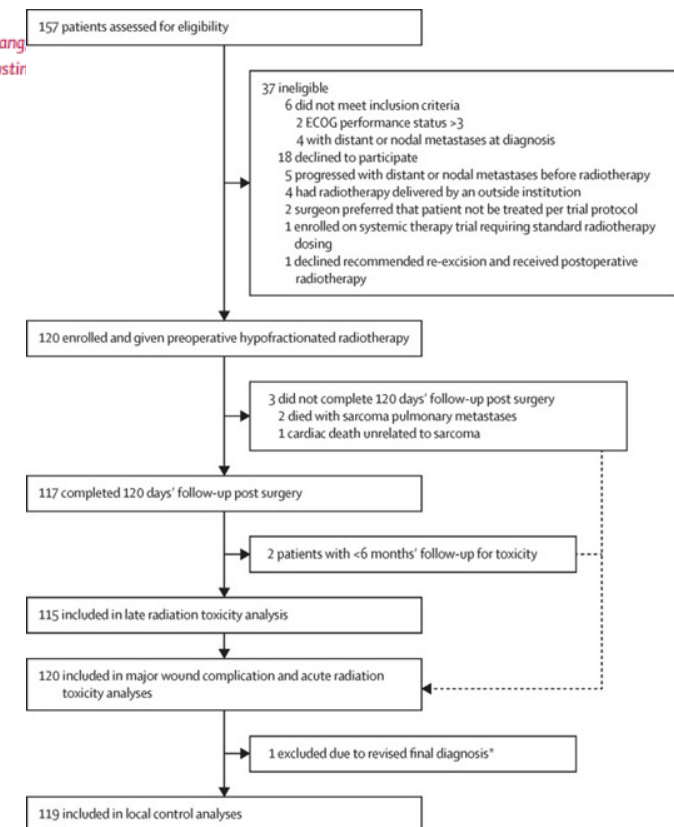 157 patients assessed for eligibility
37 ineligible
6 did not meet inclusion criteria
2 ECOG performance status >3
4 with distant or nodal metastases at diagnosis
18 declined to participate
5 progressed with distant or nodal metastases before radiotherapy
4 had radiotherapy delivered by an outside institution
2 surgeon preferred that patient not be treated per trial protocol
1 enrolled on systemic therapy trial requiring standard radiotherapy
dosing
1 declined recommended re-excision and received postoperative
radiotherapy
120 enrolled and given preoperative hypofractionated radiotherapy
3 did not complete 120 days' follow-up post surgery
2 died with sarcoma pulmonary metastases
1 cardiac death unrelated to sarcoma
117 completed 120 days' follow-up post surgery
2 patients with <6 months' follow-up for toxicity
115 included in late radiation toxicity analysis
120 included in major wound complication and acute radiation
toxicity analyses
1 excluded due to revised final diagnosis*
119 included in local control analyses